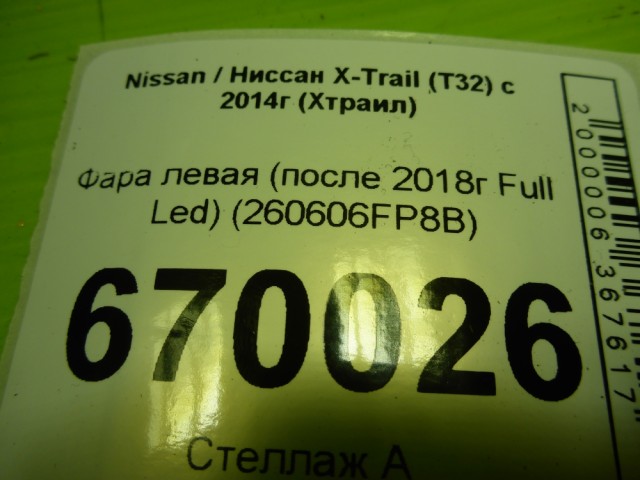 Nissan / Ниссан X-Trail (T32) с
2014г (Хтраил)
Фара левая (после 2018г Full
Led) (260606FP8B)
670026
Стеллаж А
2000006367617